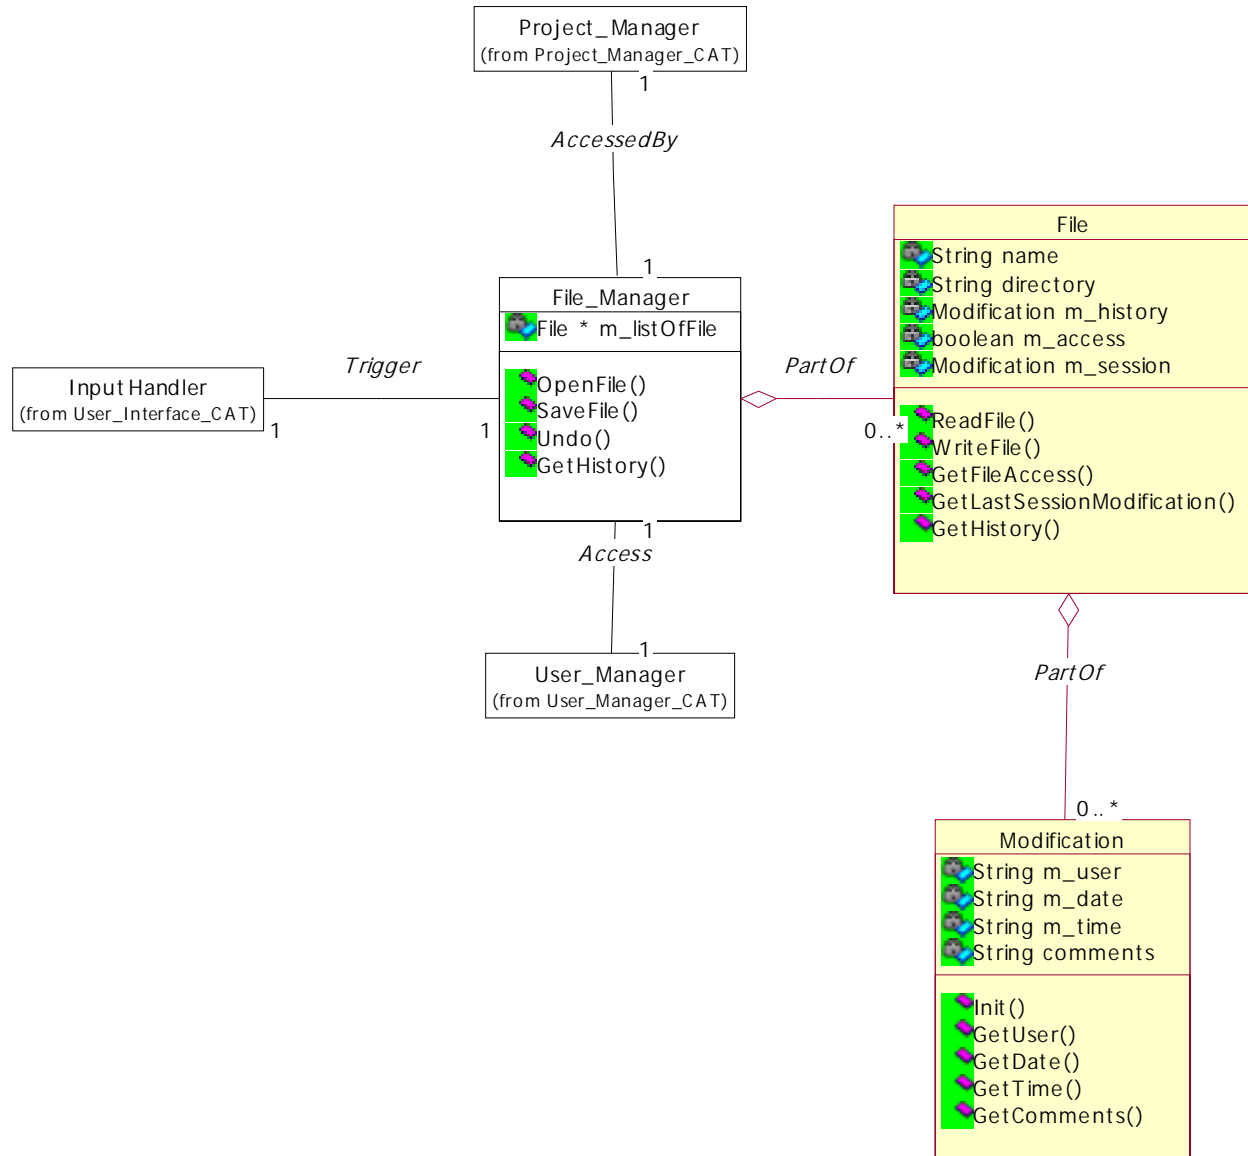 Project_Manager
(from Project_Manager_CAT)
1
AccessedBy
1
File_Manager
File * m_listOfFile
OpenFile()
SaveFile()
Undo()
GetHistory()
1
Trigger
InputHandler
(from User_Interface_CAT)
1
1
Access
1
User_Manager
(from User_Manager_CAT)
PartOf
0..*
File
String name
String directory
Modification m_history
boolean m_access
Modification m_session
ReadFile()
WriteFile()
GetFileAccess()
GetLastSessionModification()
GetHistory()
PartOf
0..*
Modification
String m_user
String m_date
String m_time
String comments
Init()
GetUser()
GetDate()
GetTime()
GetComments()